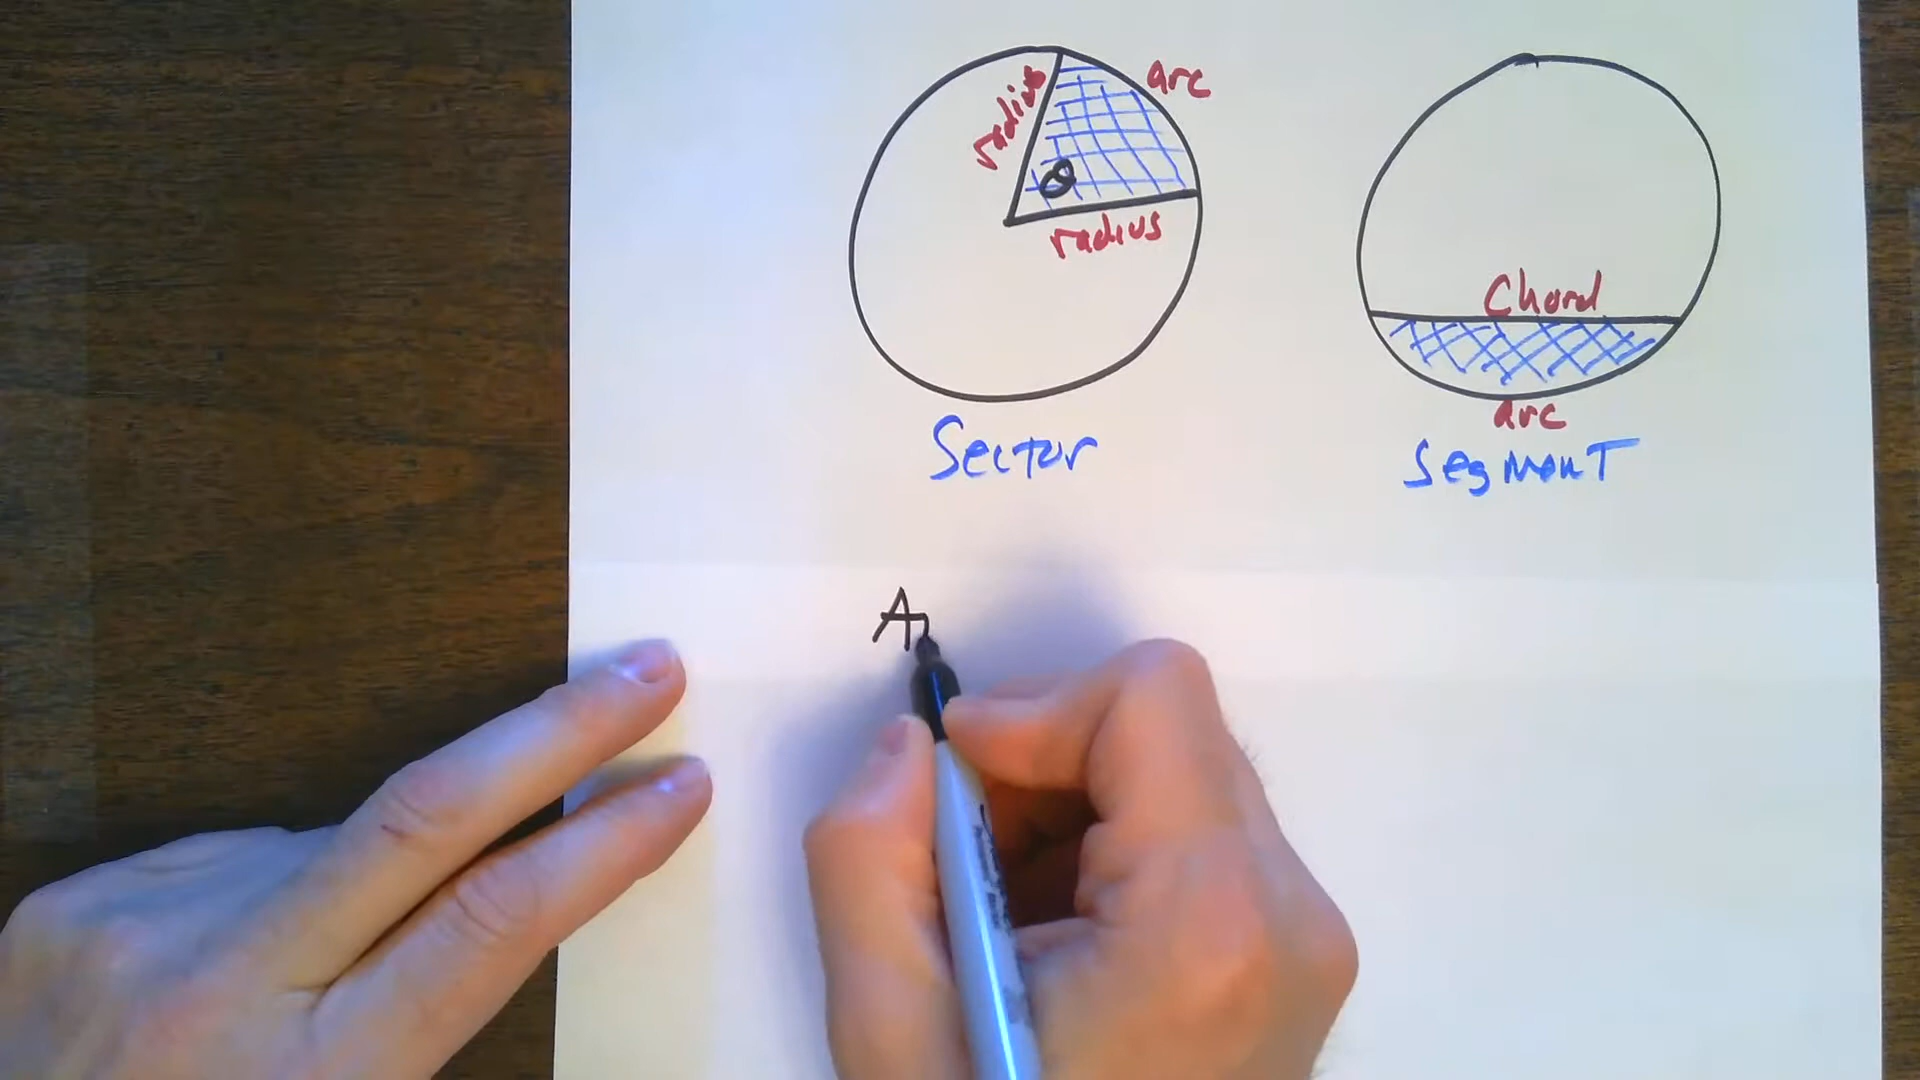 radius
arc
θ
radius
Sector
Chord
arc
Segment
A